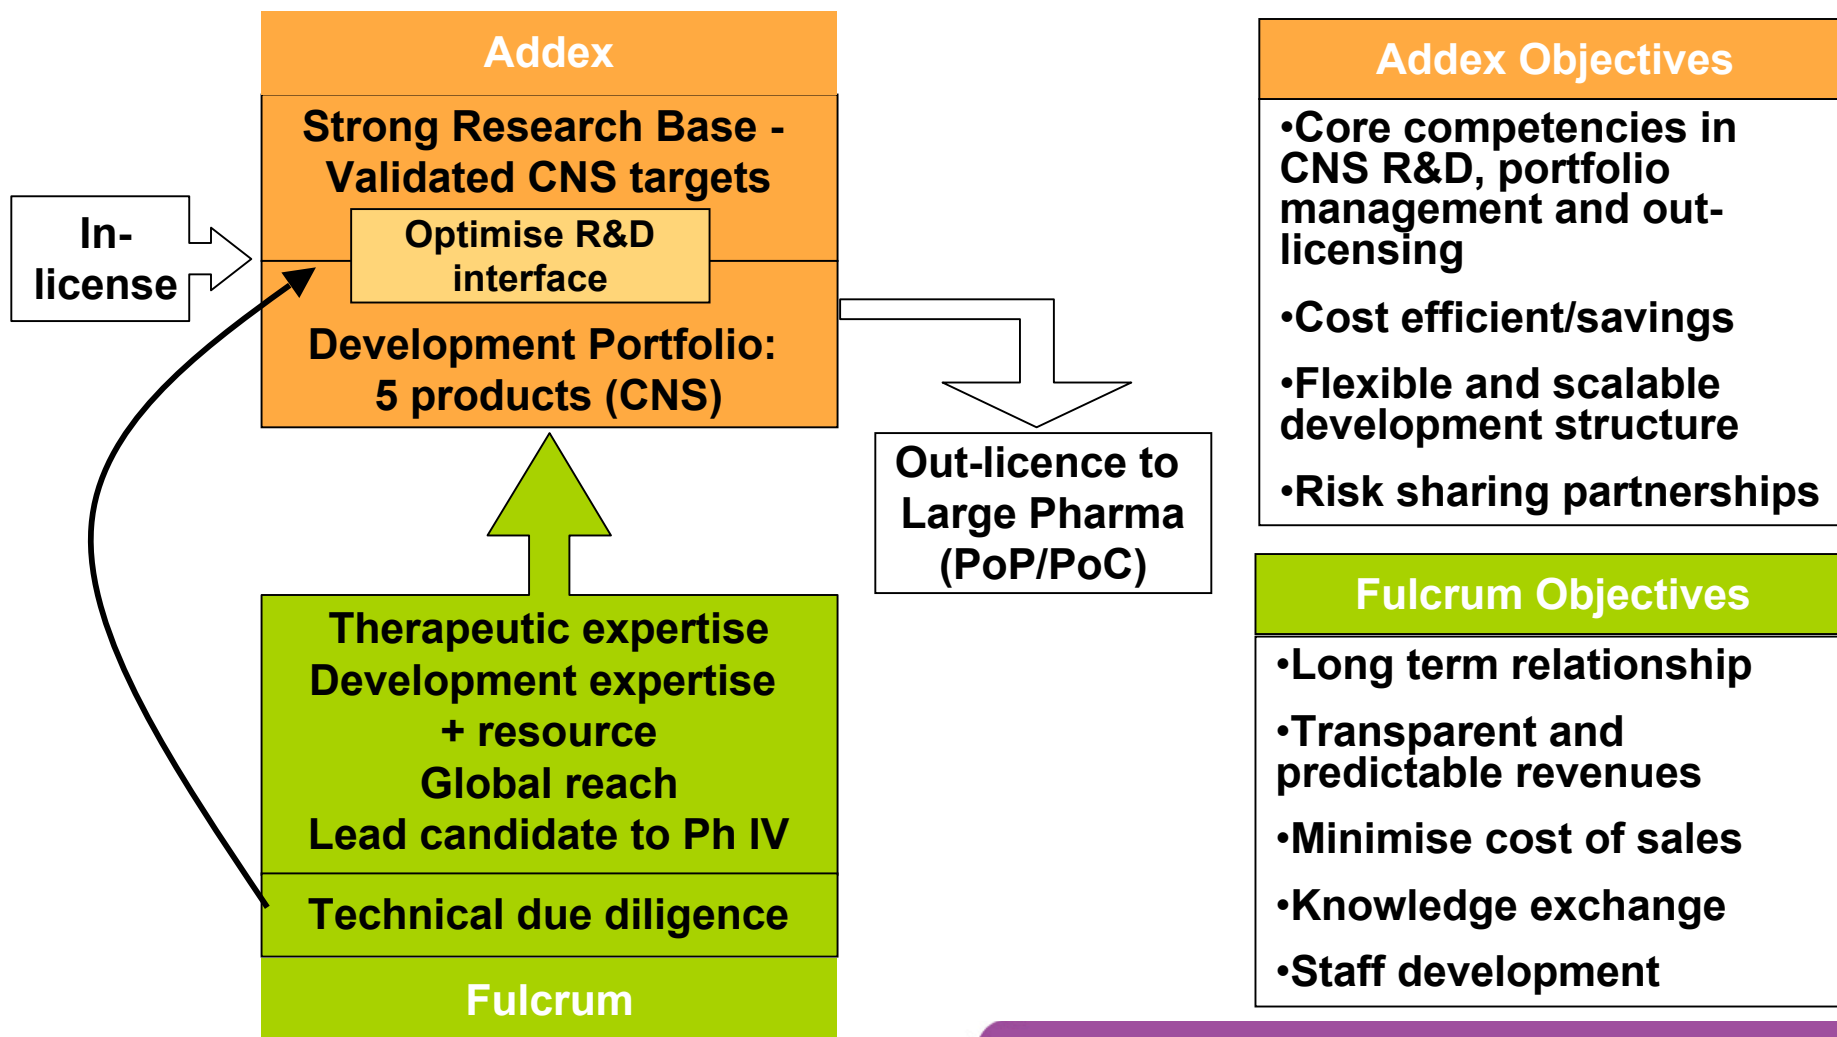 Addex
Strong Research Base -
Validated CNS targets
Optimise R&D
interface
Development Portfolio:
5 products (CNS)
In-
license
Out-licence to
Large Pharma
(PoP/PoC)
Therapeutic expertise
Development expertise
+ resource
Global reach
Lead candidate to Ph IV
Technical due diligence
Fulcrum
Addex Objectives
•Core competencies in
CNS R&D, portfolio
management and out-
licensing
•Cost efficient/savings
•Flexible and scalable
development structure
•Risk sharing partnerships
Fulcrum Objectives
•Long term relationship
•Transparent and
predictable revenues
•Minimise cost of sales
•Knowledge exchange
•Staff development